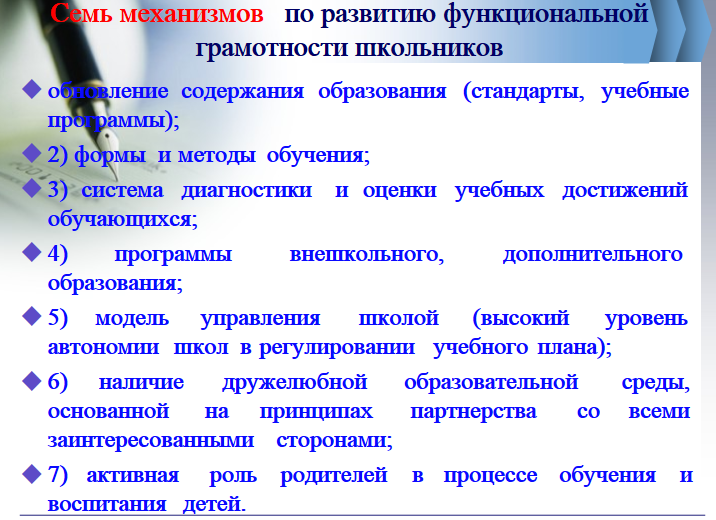 Семь механизмов по развитию функциональной
грамотности школьников
обновление содержания образования (стандарты, учебные
программы);
2) формы и методы обучения;
3) система диагностики и оценки учебных достижений
обучающихся;
4) программы внешкольного, дополнительного
образования;
5) модель управления школой (высокий уровень
автономии школ в регулировании учебного плана);
6) наличие дружелюбной образовательной среды,
основанной на принципах партнерства со всеми
заинтересованными сторонами;
7) активная роль родителей в процессе обучения и
воспитания детей.